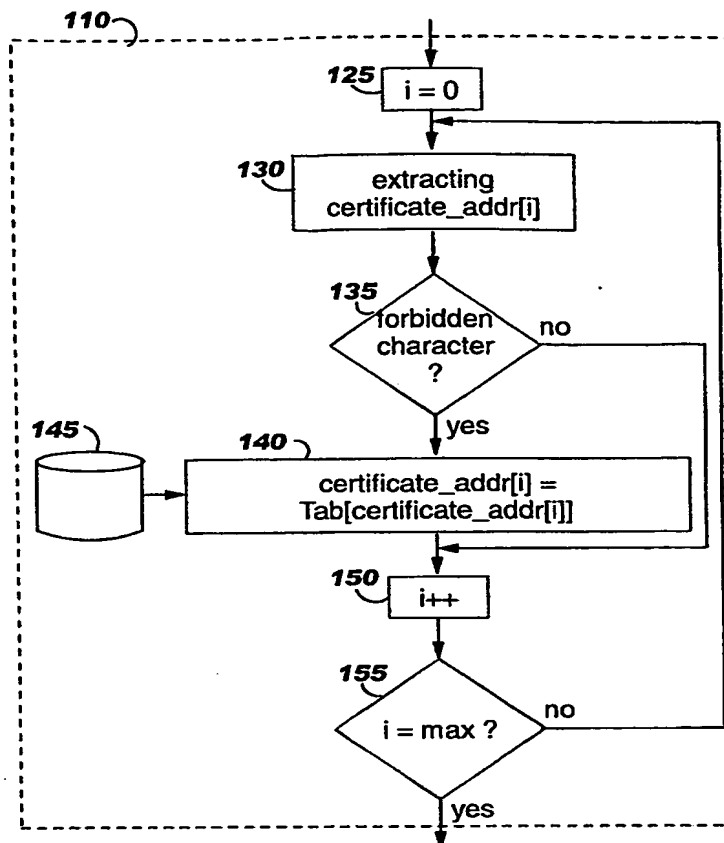 110
125
i = 0
130
extracting
certificate_addr[i]
135
forbidden
character
?
no
yes
145
140
certificate_addr[i] =
Tab[certificate_addr[i]]
150
i++
155
i = max ?
no
yes